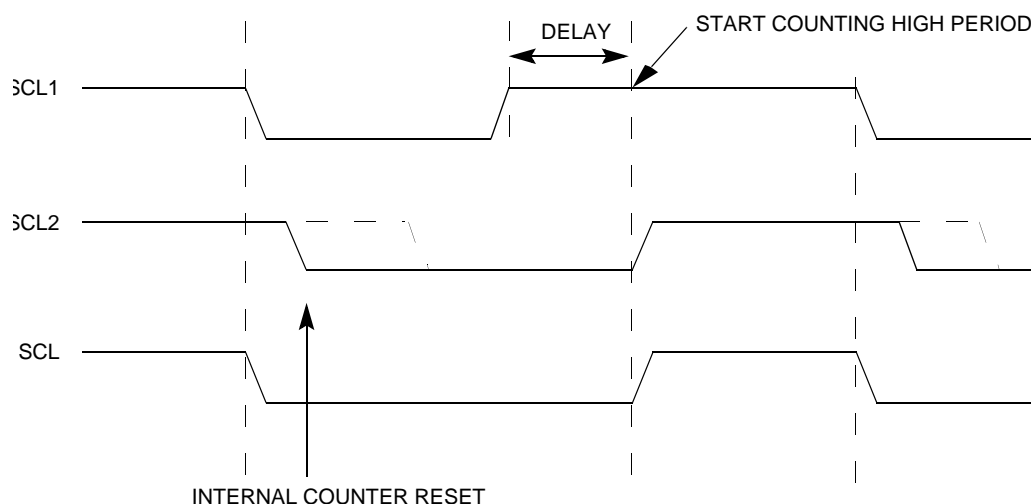 START COUNTING HIGH PERIOD
DELAY
SCL1
SCL2
SCL
INTERNAL COUNTER RESET